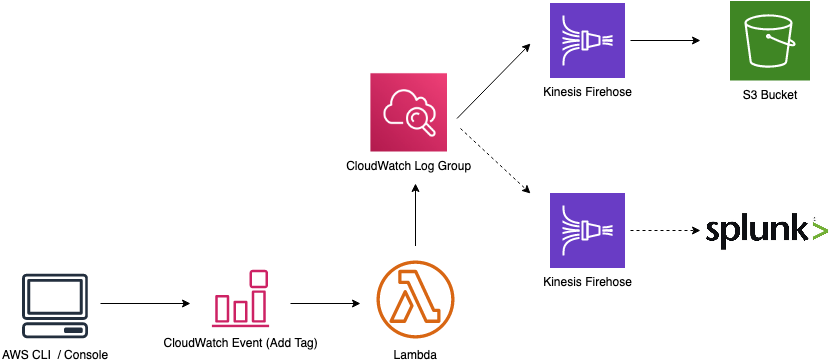 Kinesis Firehose
S3 Bucket
CloudWatch Log Group
splunk>
Kinesis Firehose
AWS CLI / Console
CloudWatch Event (Add Tag)
Lambda